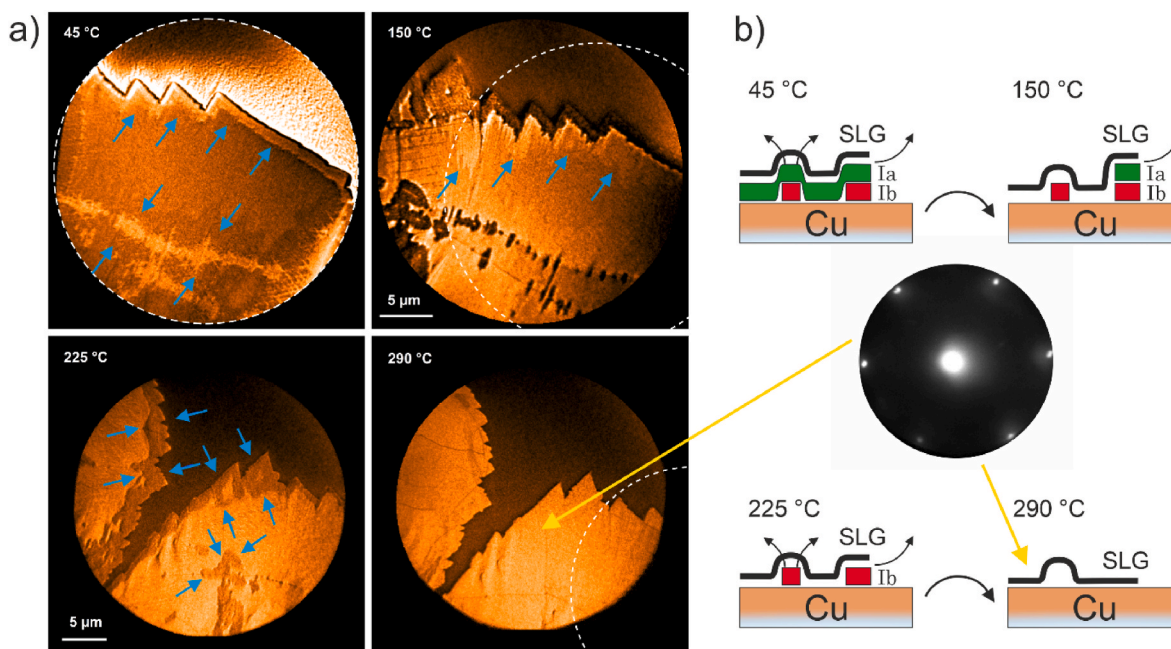 a)
45 °C
150 °C
5 µm
225 °C
290 °C
5 µm
b)
45 °C
150 °C
SLG
Ia
Ib
Cu
SLG
Ia
Ib
Cu
225 °C
290 °C
SLG
Ib
Cu
SLG
Cu